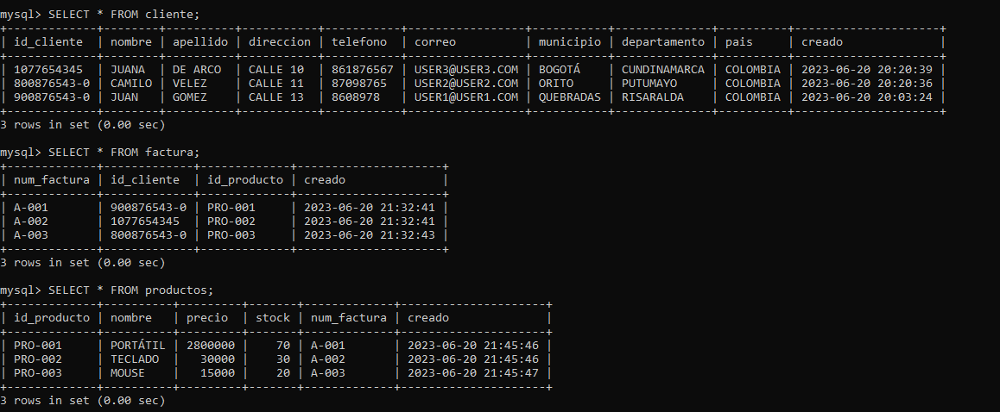 mysql> SELECT * FROM cliente;
+-------------+--------+----------+-----------+-----------+-----------------+-----------+--------------+----------+---------------------+
| id_cliente  | nombre | apellido | direccion | telefono  | correo          | municipio | departamento | pais     | creado              |
+-------------+--------+----------+-----------+-----------+-----------------+-----------+--------------+----------+---------------------+
| 1077654345  | JUANA  | DE ARCO  | CALLE 10  | 861876567 | USER3@USER3.COM | BOGOTÁ    | CUNDINAMARCA | COLOMBIA | 2023-06-20 20:20:39 |
| 800876543-0 | CAMILO | VELEZ    | CALLE 11  | 87098765  | USER2@USER2.COM | ORITO     | PUTUMAYO     | COLOMBIA | 2023-06-20 20:20:36 |
| 900876543-0 | JUAN   | GOMEZ    | CALLE 13  | 8608978   | USER1@USER1.COM | QUEBRADAS | RISARALDA    | COLOMBIA | 2023-06-20 20:03:24 |
+-------------+--------+----------+-----------+-----------+-----------------+-----------+--------------+----------+---------------------+
3 rows in set (0.00 sec)

mysql> SELECT * FROM factura;
+-------------+-------------+-------------+---------------------+
| num_factura | id_cliente  | id_producto | creado              |
+-------------+-------------+-------------+---------------------+
| A-001       | 900876543-0 | PRO-001     | 2023-06-20 21:32:41 |
| A-002       | 1077654345  | PRO-002     | 2023-06-20 21:32:41 |
| A-003       | 800876543-0 | PRO-003     | 2023-06-20 21:32:43 |
+-------------+-------------+-------------+---------------------+
3 rows in set (0.00 sec)

mysql> SELECT * FROM productos;
+-------------+----------+---------+-------+-------------+---------------------+
| id_producto | nombre   | precio  | stock | num_factura | creado              |
+-------------+----------+---------+-------+-------------+---------------------+
| PRO-001     | PORTÁTIL | 2800000 |    70 | A-001       | 2023-06-20 21:45:46 |
| PRO-002     | TECLADO  |   30000 |    30 | A-002       | 2023-06-20 21:45:46 |
| PRO-003     | MOUSE    |   15000 |    20 | A-003       | 2023-06-20 21:45:47 |
+-------------+----------+---------+-------+-------------+---------------------+
3 rows in set (0.00 sec)